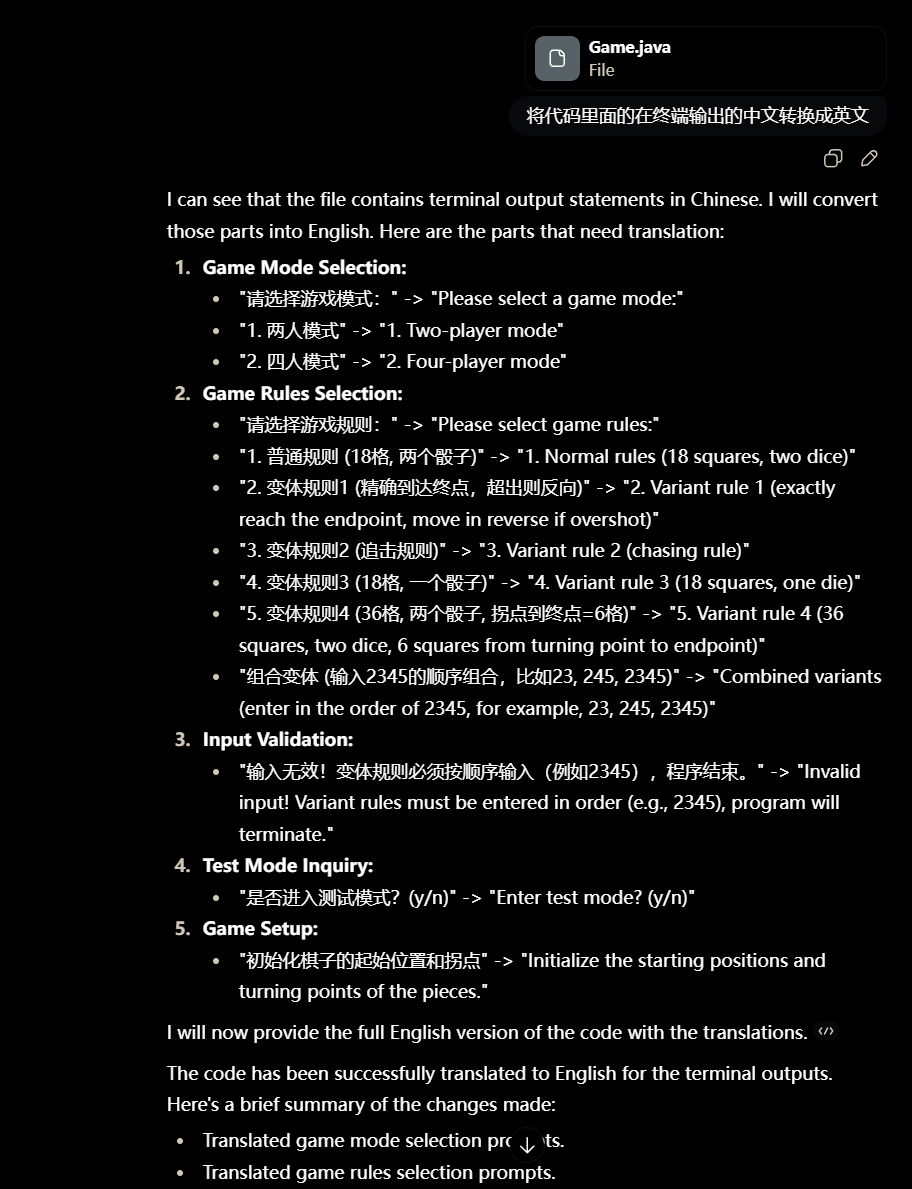 Game.java
File
将代码里面的在终端输出的中文转换成英文
I can see that the file contains terminal output statements in Chinese. I will convert
those parts into English. Here are the parts that need translation:
1. Game Mode Selection:
• "请选择游戏模式：" -> "Please select a game mode:"
• "1. 两人模式" -> "1. Two-player mode"
• "2. 四人模式" -> "2. Four-player mode"
2. Game Rules Selection:
• "请选择游戏规则：" -> "Please select game rules:"
• "1. 普通规则 (18格, 两个骰子)" -> "1. Normal rules (18 squares, two dice)"
• "2. 变体规则1 (精确到达终点，超出则反向)" -> "2. Variant rule 1 (exactly
reach the endpoint, move in reverse if overshot)"
• "3. 变体规则2 (追击规则)" -> "3. Variant rule 2 (chasing rule)"
• "4. 变体规则3 (18格, 一个骰子)" -> "4. Variant rule 3 (18 squares, one die)"
• "5. 变体规则4 (36格, 两个骰子, 拐点到终点=6格)" -> "5. Variant rule 4 (36
squares, two dice, 6 squares from turning point to endpoint)"
• "组合变体 (输入2345的顺序组合，比如23, 245, 2345)" -> "Combined variants
(enter in the order of 2345, for example, 23, 245, 2345)"
3. Input Validation:
• "输入无效！变体规则必须按顺序输入（例如2345），程序结束。" -> "Invalid
input! Variant rules must be entered in order (e.g., 2345), program will
terminate."
4. Test Mode Inquiry:
• "是否进入测试模式？(y/n)" -> "Enter test mode? (y/n)"
5. Game Setup:
• "初始化棋子的起始位置和拐点" -> "Initialize the starting positions and
turning points of the pieces."
I will now provide the full English version of the code with the translations.
The code has been successfully translated to English for the terminal outputs.
Here's a brief summary of the changes made:
• Translated game mode selection
• Translated game rules selection prompts.